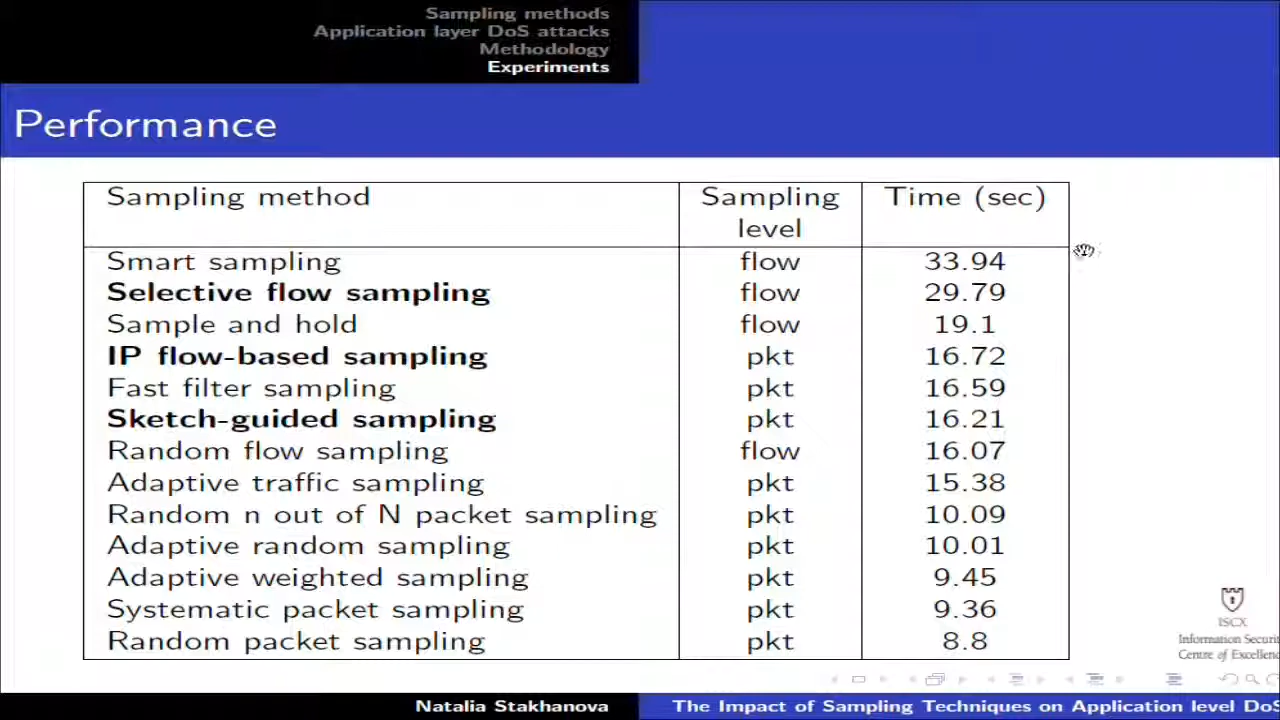 Sampling methods
Application layer DoS attacks
Methodology
Experiments
Performance
Sampling method Sampling level Time (sec)
Smart sampling flow 33.94
Selective flow sampling flow 29.79
Sample and hold flow 19.1
IP flow-based sampling pkt 16.72
Fast filter sampling pkt 16.59
Sketch-guided sampling pkt 16.21
Random flow sampling flow 16.07
Adaptive traffic sampling pkt 15.38
Random n out of N packet sampling pkt 10.09
Adaptive random sampling pkt 10.01
Adaptive weighted sampling pkt 9.45
Systematic packet sampling pkt 9.36
Random packet sampling pkt 8.8
ISCX
Information Securi
Centre of Excellen
Natalia Stakhanova The Impact of Sampling Techniques on Application level DoS